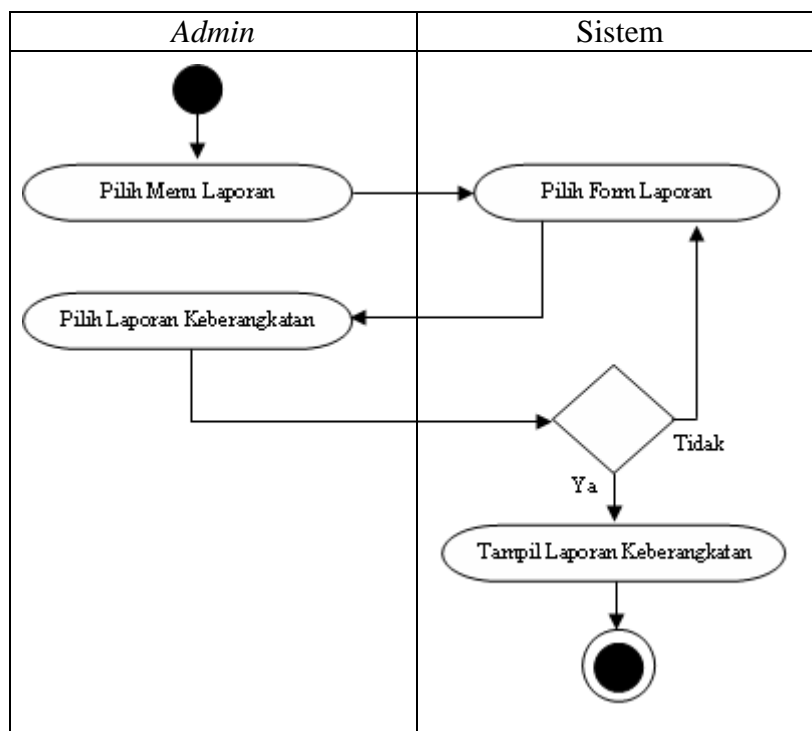 Admin
Sistem
Pilih Menu Laporan
Pilih Form Laporan
Pilih Laporan Keberangkatan
Tidak
Ya
Tampil Laporan Keberangkatan